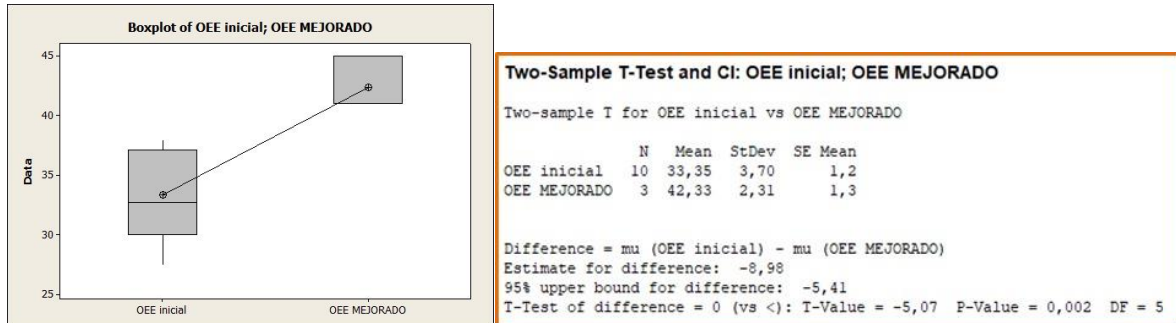 Boxplot of OEE inicial; OEE MEJORADO
45
40
35
30
25
Data
OEE inicial
OEE MEJORADO
Two-Sample T-Test and CI: OEE inicial; OEE MEJORADO
Two-sample T for OEE inicial vs OEE MEJORADO
N Mean StDev SE Mean
OEE inicial 10 33,35 3,70 1,2
OEE MEJORADO 3 42,33 2,31 1,3
Difference = mu (OEE inicial) - mu (OEE MEJORADO)
Estimate for difference: -8,98
95% upper bound for difference: -5,41
T-Test of difference = 0 (vs <): T-Value = -5,07 P-Value = 0,002 DF = 5